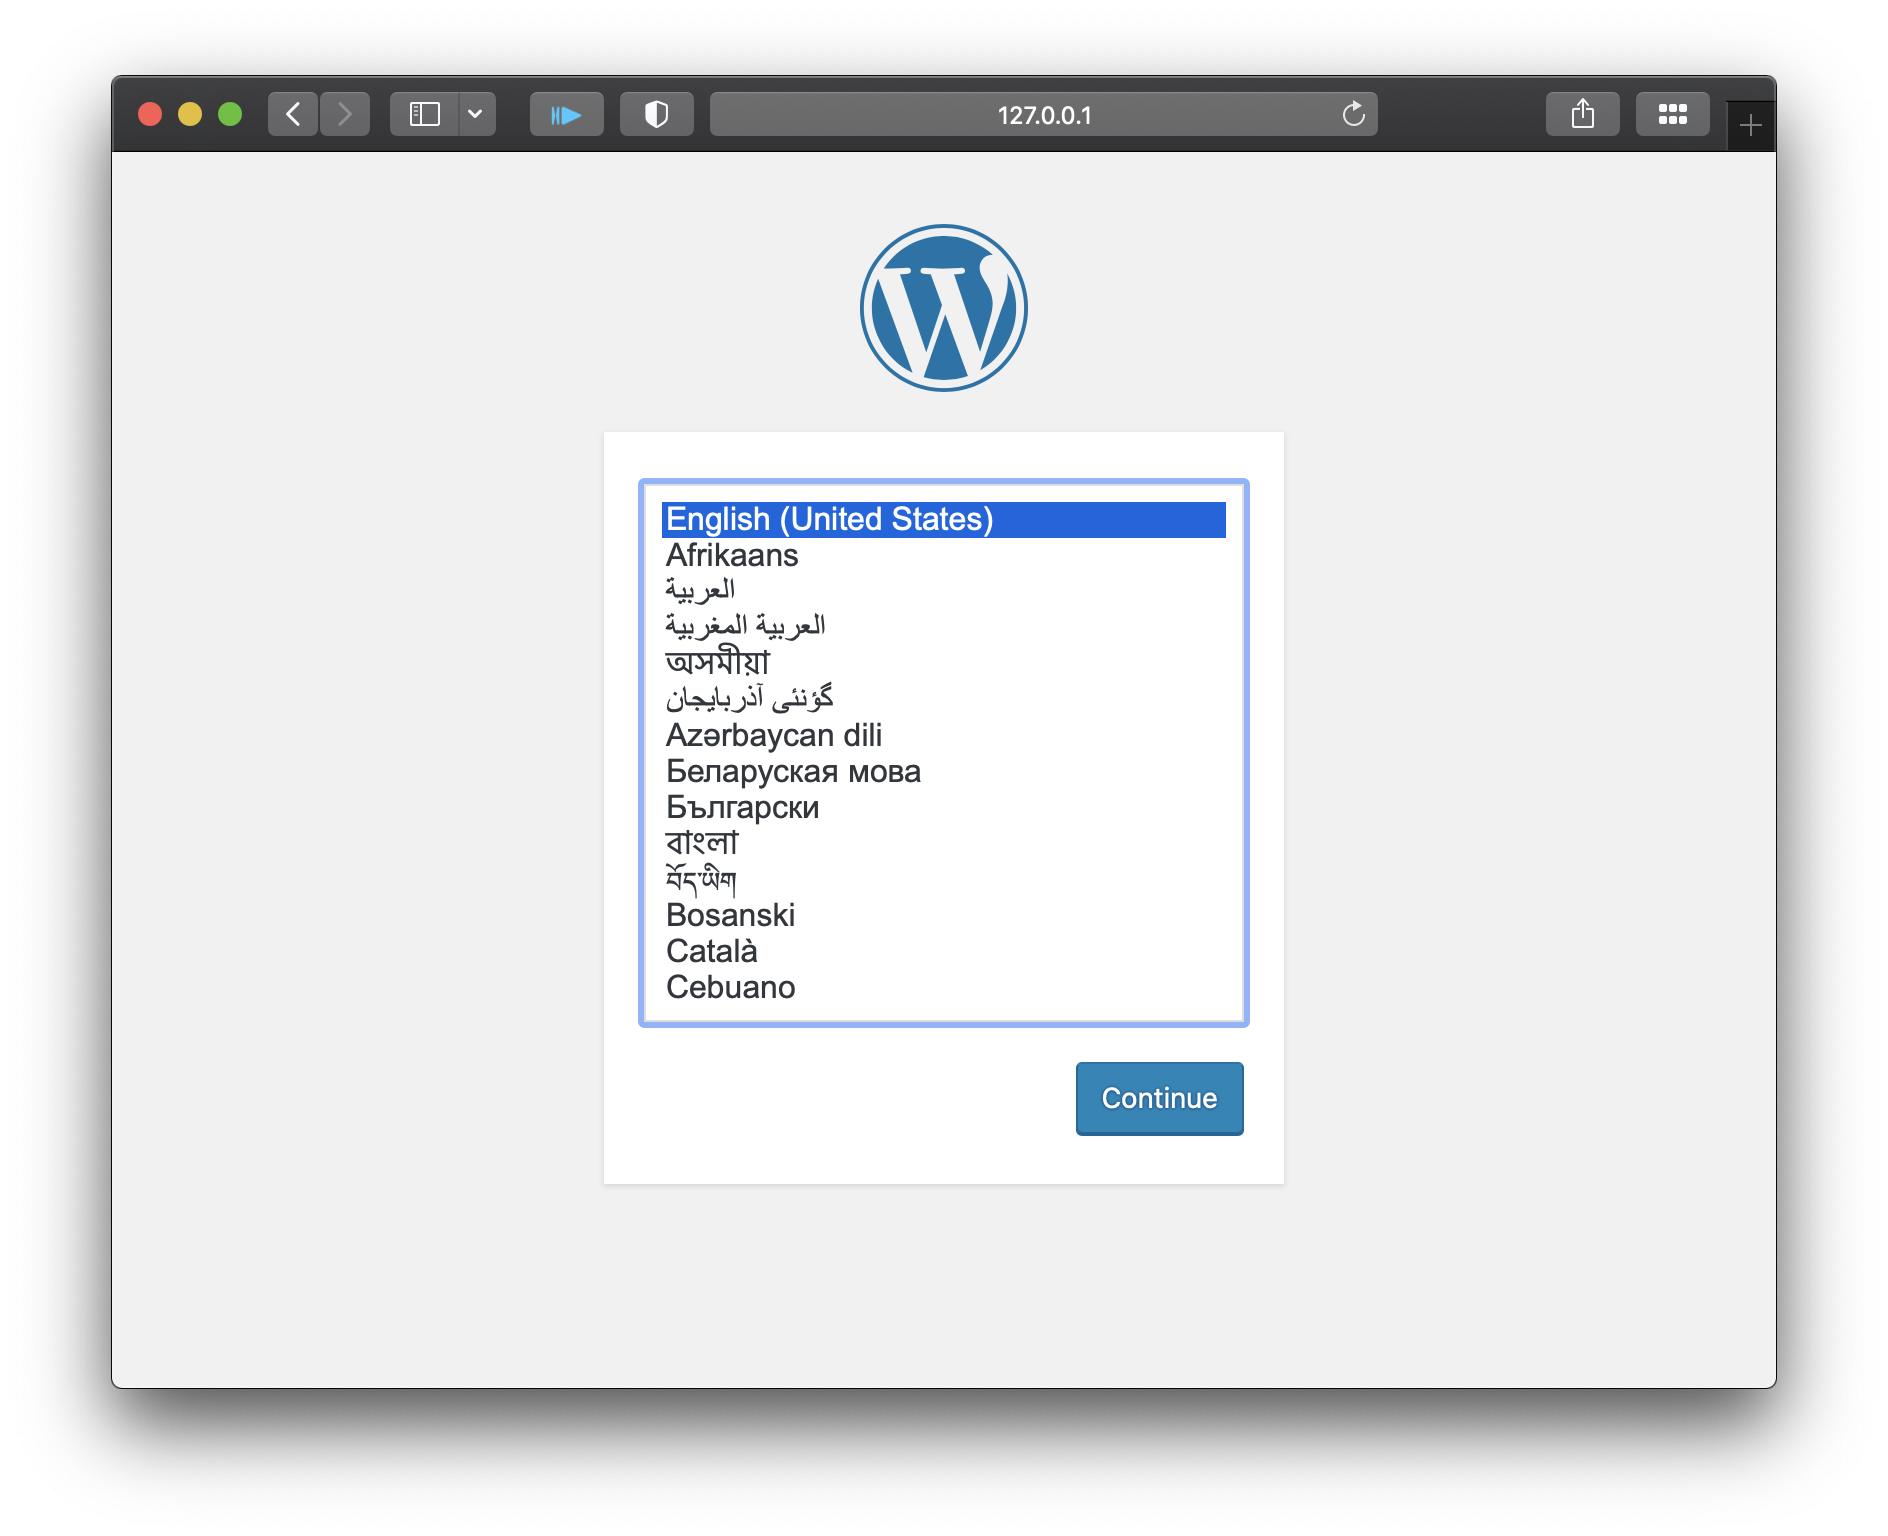 127.0.0.1
English (United States)
Afrikaans
العربية
العربية المغربية
অসমীয়া
گؤنئی آذربایجان
Azərbaycan dili
Беларуская мова
Български
বাংলা
བོད་ཡིག
Bosanski
Català
Cebuano
Continue